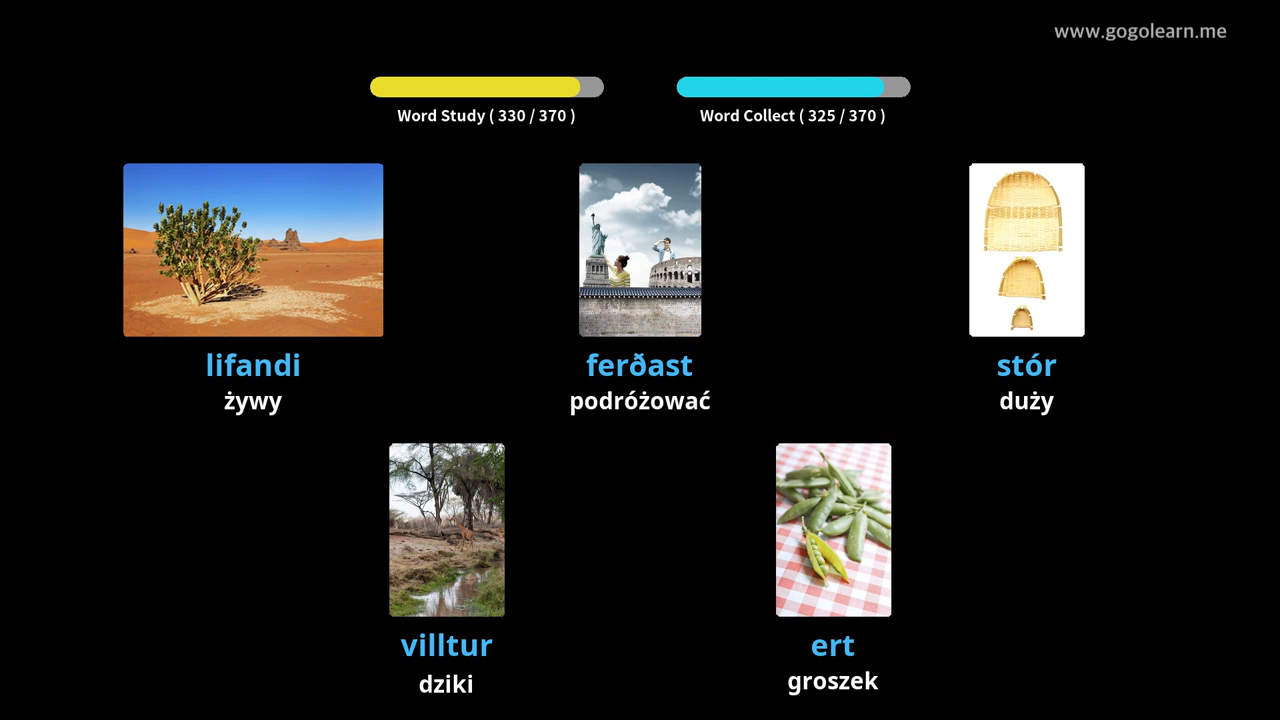 www.gogolearn.me
Word Study ( 330 / 370 )
Word Collect ( 325 / 370 )
lifandi
żywy
ferðast
podróżować
stór
duży
villtur
dziki
ert
groszek